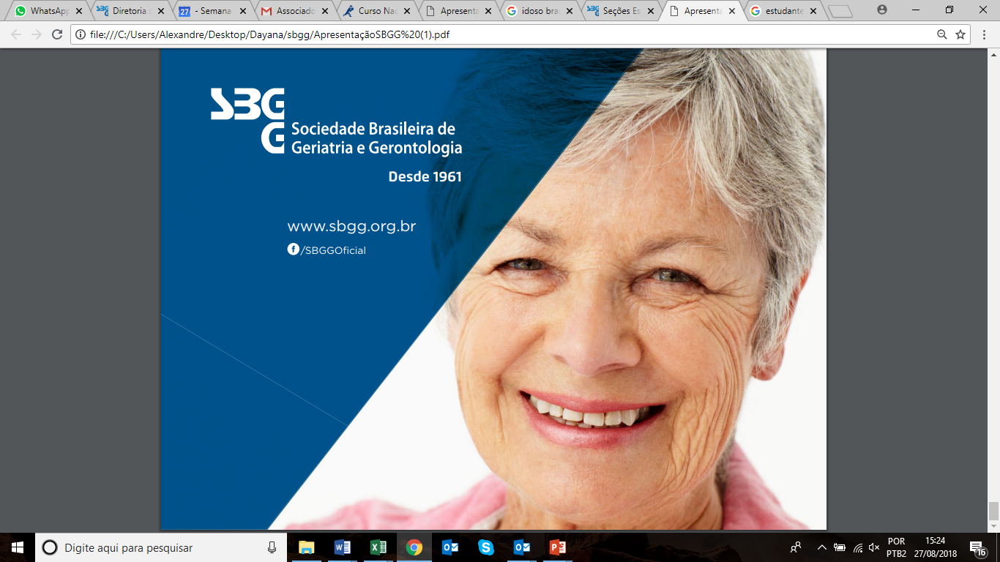 WhatsApp
Diretoria
27
- Semana
Associado
Curso Nac
Apresenta
idoso bra
Seções Es
Apresenta
estudante
file:///C:/Users/Alexandre/Desktop/Dayana/sbgg/ApresentaçãoSBGG%20(1).pdf
SBG
G
Sociedade Brasileira de
Geriatria e Gerontologia
Desde 1961
www.sbgg.org.br
f/SBGGOficial
Digite aqui para pesquisar
POR
PTB2
15:24
27/08/2018
16